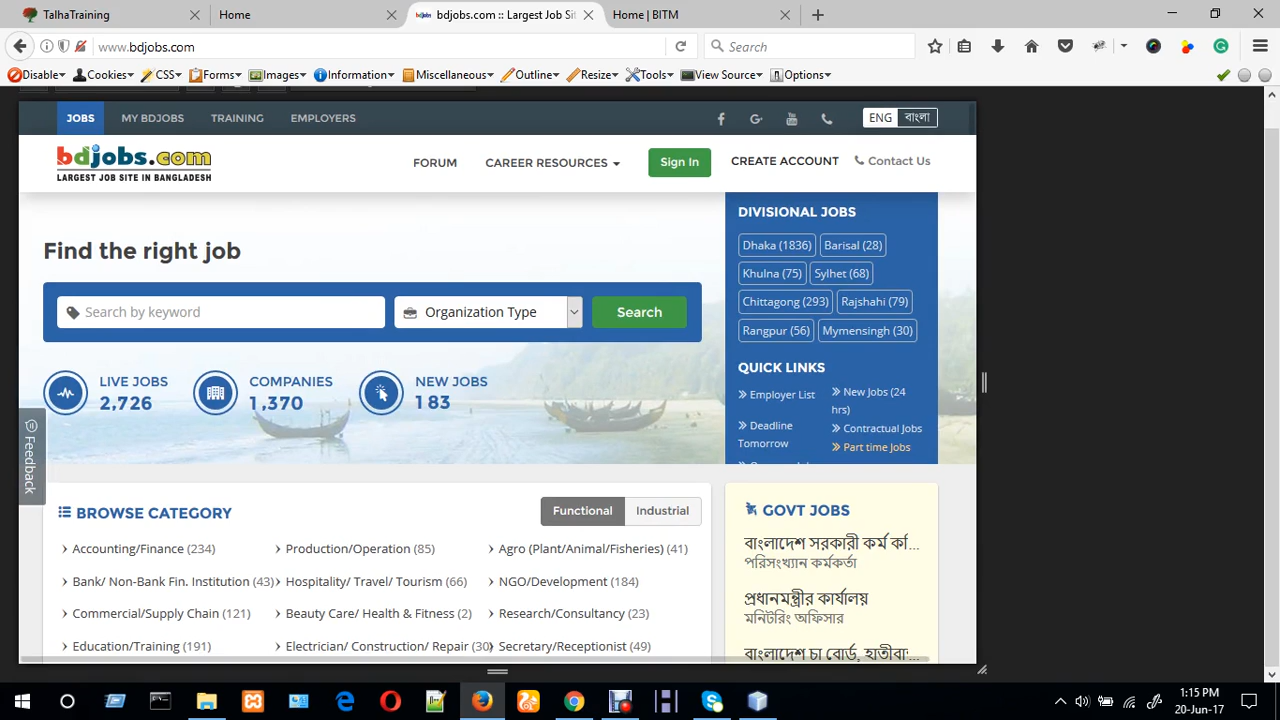 TalhaTraining
Home
bdjobs.com :: Largest Job Sit
Home | BITM
www.bdjobs.com
Search
Disable
Cookies
CSS
Forms
Images
Information
Miscellaneous
Outline
Resize
Tools
View Source
Options
JOBS
MY BDJOBS
TRAINING
EMPLOYERS
ENG
বাংলা
bdjobs.com
LARGEST JOB SITE IN BANGLADESH
FORUM
CAREER RESOURCES
Sign In
CREATE ACCOUNT
Contact Us
Find the right job
Search by keyword
Organization Type
Search
LIVE JOBS
2,726
COMPANIES
1,370
NEW JOBS
183
DIVISIONAL JOBS
Dhaka (1836)
Barisal (28)
Khulna (75)
Sylhet (68)
Chittagong (293)
Rajshahi (79)
Rangpur (56)
Mymensingh (30)
QUICK LINKS
Employer List
New Jobs (24
hrs)
Deadline
Tomorrow
Contractual Jobs
Part time Jobs
Feedback
BROWSE CATEGORY
Functional
Industrial
Accounting/Finance (234)
Production/Operation (85)
Agro (Plant/Animal/Fisheries) (41)
Bank/ Non-Bank Fin. Institution (43)
Hospitality/ Travel/ Tourism (66)
NGO/Development (184)
Commercial/Supply Chain (121)
Beauty Care/ Health & Fitness (2)
Research/Consultancy (23)
Education/Training (191)
Electrician/ Construction/ Repair (30)
Secretary/Receptionist (49)
GOVT JOBS
বাংলাদেশ সরকারী কর্ম কমি...
পরিসংখ্যান কর্মকর্তা
প্রধানমন্ত্রীর কার্যালয়
মনিটরিং অফিসার
বাংলাদেশ চা বোর্ড,
1:15 PM
20-Jun-17